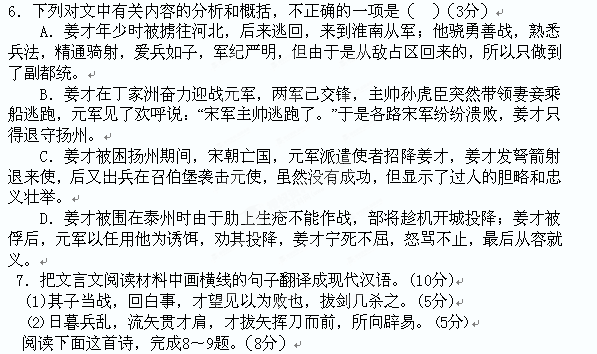 6．下列对文中有关内容的分析和概括，不正确的一项是（　）（3分）
A．姜才年少时被掳往河北，后来逃回，来到淮南从军；他骁勇善战，熟悉
兵法，精通骑射，爱兵如子，军纪严明，但由于是从敌占区回来的，所以只做到
了副都统。
B．姜才在丁家洲奋力迎战元军，两军已交锋，主帅孙虎臣突然带领妻妾乘
船逃跑，元军见了欢呼说：“宋军主帅逃跑了。”于是各路宋军纷纷溃败，姜才只
得退守扬州。
C．姜才被困扬州期间，宋朝亡国，元军派遣使者招降姜才，姜才发弩箭射
退来使，后又出兵在召伯堡袭击元使，虽然没有成功，但显示了过人的胆略和忠
义壮举。
D．姜才被围在泰州时由于肋上生疮不能作战，部将趁机开城投降；姜才被
俘后，元军以任用他为诱饵，劝其投降，姜才宁死不屈，怒骂不止，最后从容就
义。
7．把文言文阅读材料中画横线的句子翻译成现代汉语。（10分）
(1)其子当战，回白事，才望见以为败也，拔剑几杀之。（5分）
(2)日暮兵乱，流矢贯才肩，才拔矢挥刀而前，所向辟易。（5分）
阅读下面这首诗，完成8～9题。（8分）